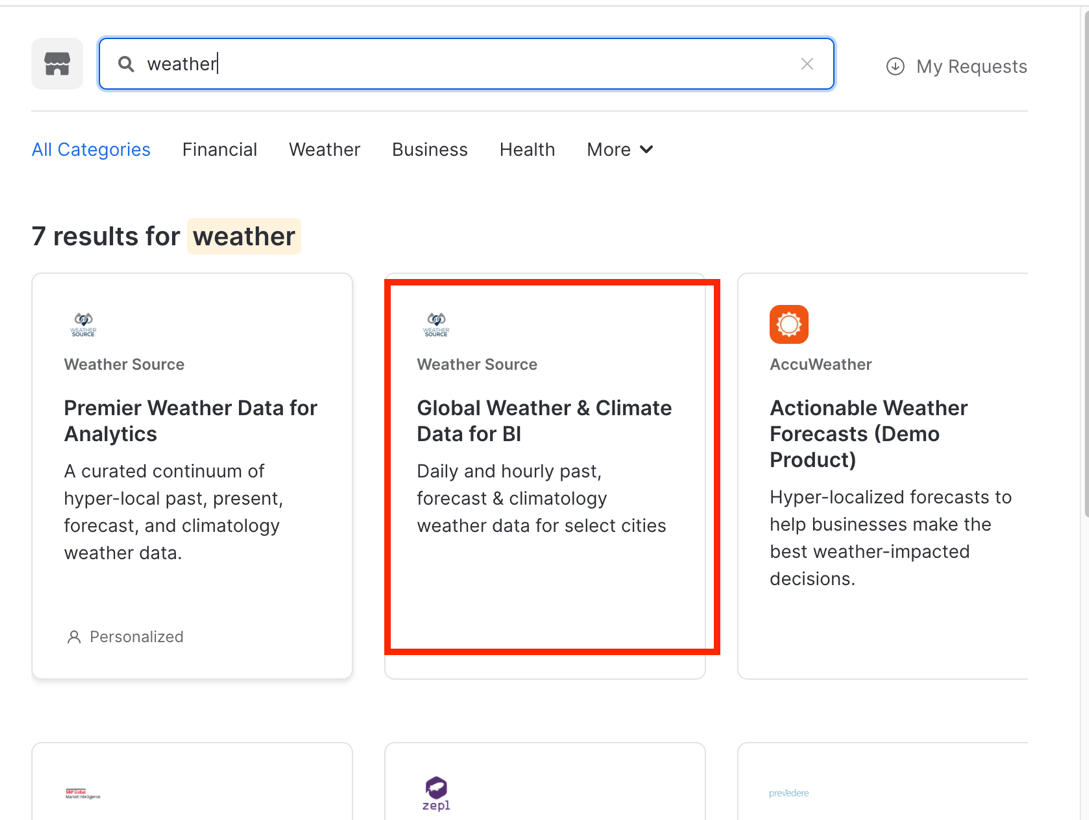 weather
My Requests
All Categories Financial Weather Business Health More
7 results for weather
WEATHER
SOURCE
Weather Source
Premier Weather Data for
Analytics
A curated continuum of
hyper-local past, present,
forecast, and climatology
weather data.
Personalized
WEATHER
SOURCE
Weather Source
Global Weather & Climate
Data for BI
Daily and hourly past,
forecast & climatology
weather data for select cities
AccuWeather
Actionable Weather
Forecasts (Demo
Product)
Hyper-localized forecasts to
help businesses make the
best weather-impacted
decisions.
S&P Global
Market Intelligence
zepl
prevedere